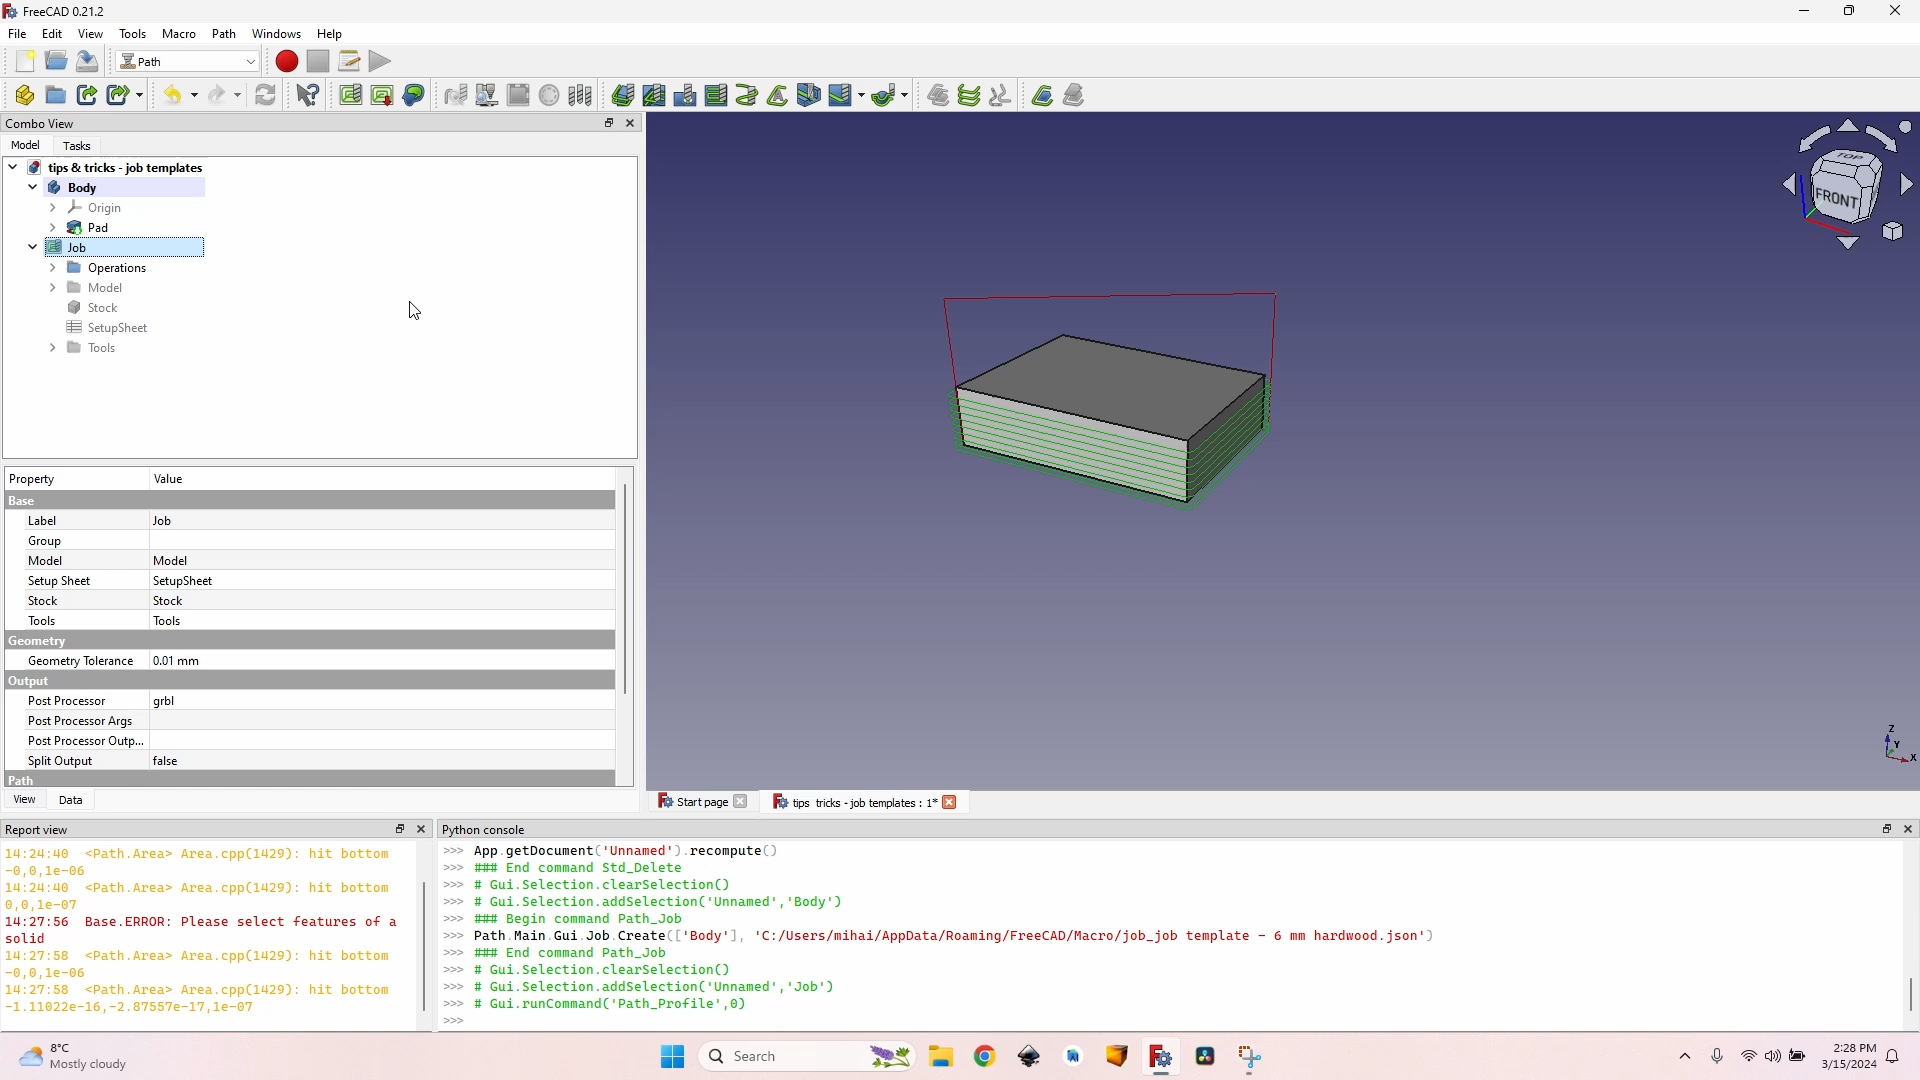 FreeCAD 0.21.2
File Edit View Tools Macro Path Windows Help
Path
Combo View
Model Tasks
tips & tricks - job templates
Body
Origin
Pad
Job
Operations
Model
Stock
SetupSheet
Tools
Property Value
Base
Label Job
Group
Model Model
Setup Sheet SetupSheet
Stock Stock
Tools Tools
Geometry
Geometry Tolerance 0.01 mm
Output
Post Processor grbl
Post Processor Args
Post Processor Outp...
Split Output false
Path
View Data
TOP
FRONT
Z
Y
X
Start page tips tricks - job templates : 1*
Report view
14:24:40 <Path.Area> Area.cpp(1429): hit bottom
-0,0,1e-06
14:24:40 <Path.Area> Area.cpp(1429): hit bottom
0,0,1e-07
14:27:56 Base.ERROR: Please select features of a
solid
14:27:58 <Path.Area> Area.cpp(1429): hit bottom
-0,0,1e-06
14:27:58 <Path.Area> Area.cpp(1429): hit bottom
-1.11022e-16,-2.87557e-17,1e-07
Python console
>>> App.getDocument('Unnamed').recompute()
>>> ### End command Std_Delete
>>> # Gui.Selection.clearSelection()
>>> # Gui.Selection.addSelection('Unnamed','Body')
>>> ### Begin command Path_Job
>>> Path.Main.Gui.Job.Create(['Body'], 'C:/Users/mihai/AppData/Roaming/FreeCAD/Macro/job_job template - 6 mm hardwood.json')
>>> ### End command Path_Job
>>> # Gui.Selection.clearSelection()
>>> # Gui.Selection.addSelection('Unnamed','Job')
>>> # Gui.runCommand('Path_Profile',0)
>>>
8°C
Mostly cloudy
Search
2:28 PM
3/15/2024